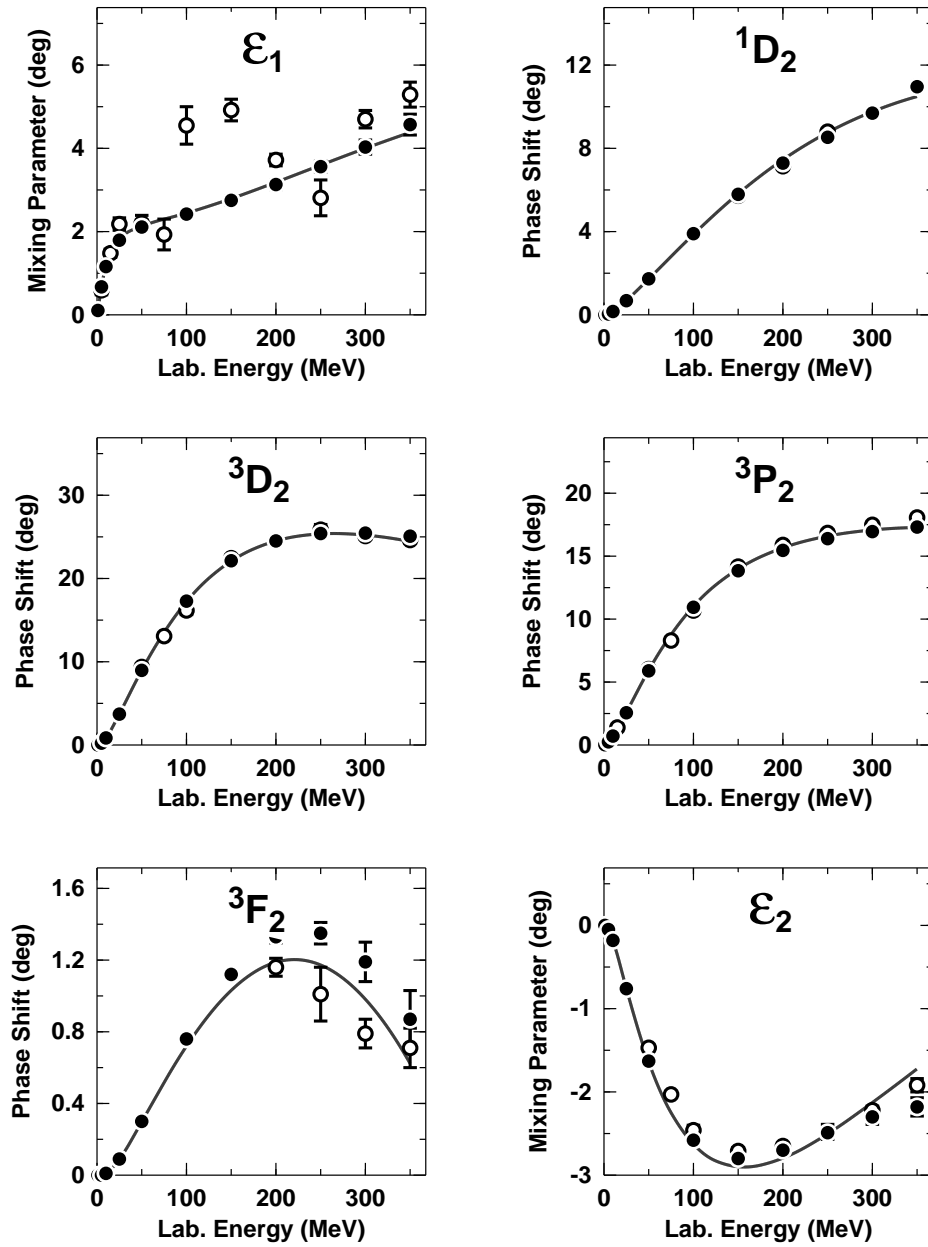 ε1
Mixing Parameter (deg)
6
4
2
0
0 100 200 300
Lab. Energy (MeV)
1D2
Phase Shift (deg)
12
8
4
0
0 100 200 300
Lab. Energy (MeV)
3D2
Phase Shift (deg)
30
20
10
0
0 100 200 300
Lab. Energy (MeV)
3P2
Phase Shift (deg)
20
15
10
5
0
0 100 200 300
Lab. Energy (MeV)
3F2
Phase Shift (deg)
1.6
1.2
0.8
0.4
0
0 100 200 300
Lab. Energy (MeV)
ε2
Mixing Parameter (deg)
0
-1
-2
-3
0 100 200 300
Lab. Energy (MeV)